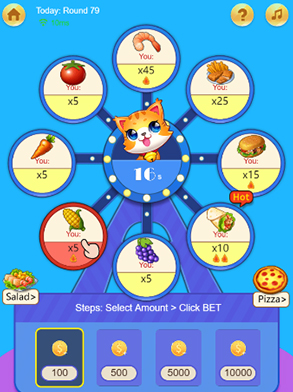 Today: Round 79
You:
x45
You:
x5
You:
x25
You:
x5
16s
You:
x15
Hot
You:
x5
You:
x10
You:
x5
Salad>
Pizza>
Steps: Select Amount > Click BET
100
500
5000
10000